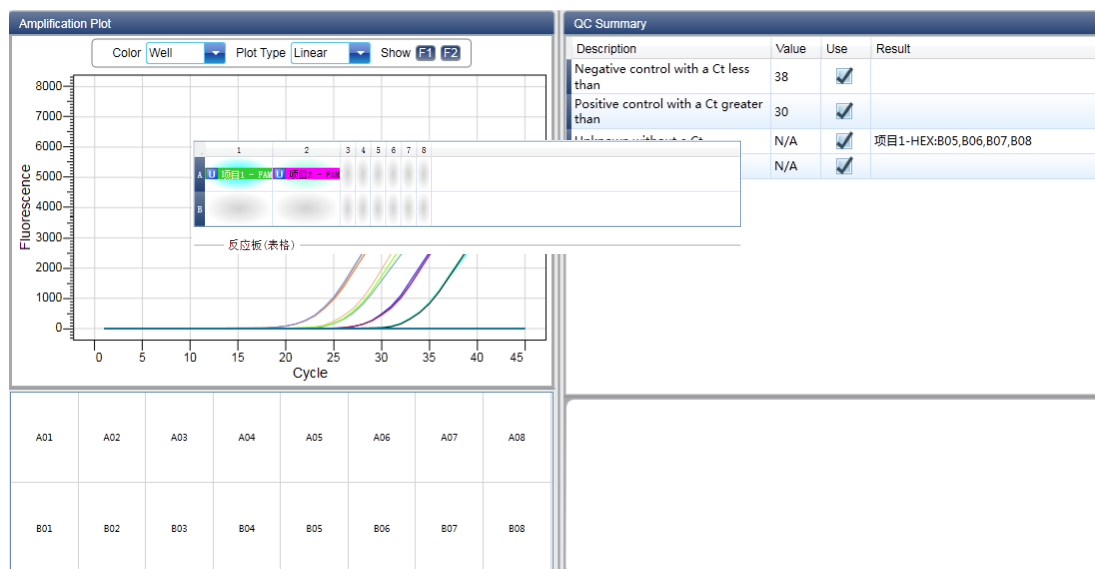 Amplification Plot
QC Summary
Color Well Plot Type Linear Show F1 F2
Description Value Use Result
Negative control with a Ct less
than
38
Positive control with a Ct greater
than
30
Unknown without a Ct N/A 项目1-HEX:B05,B06,B07,B08
N/A
8000
7000
6000
5000
4000
3000
2000
1000
0
Fluorescence
0 5 10 15 20 25 30 35 40 45
Cycle
1 2 3 4 5 6 7 8
A U 项目1 - FAM U 项目2 - FAM
B
反应板(表格)
A01 A02 A03 A04 A05 A06 A07 A08
B01 B02 B03 B04 B05 B06 B07 B08